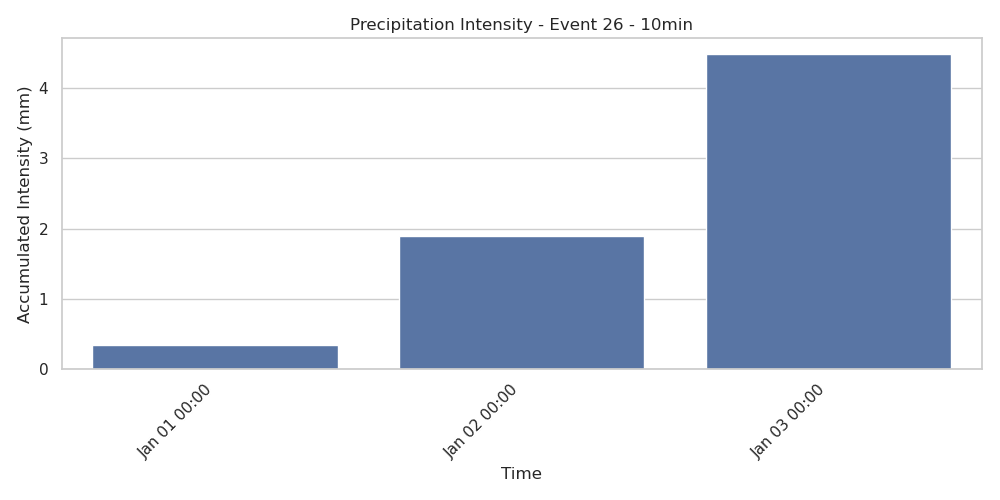 Precipitation Intensity - Event 26 - 10min
Accumulated Intensity (mm)
4
3
2
1
0
Jan 01 00:00
Jan 02 00:00
Jan 03 00:00
Time